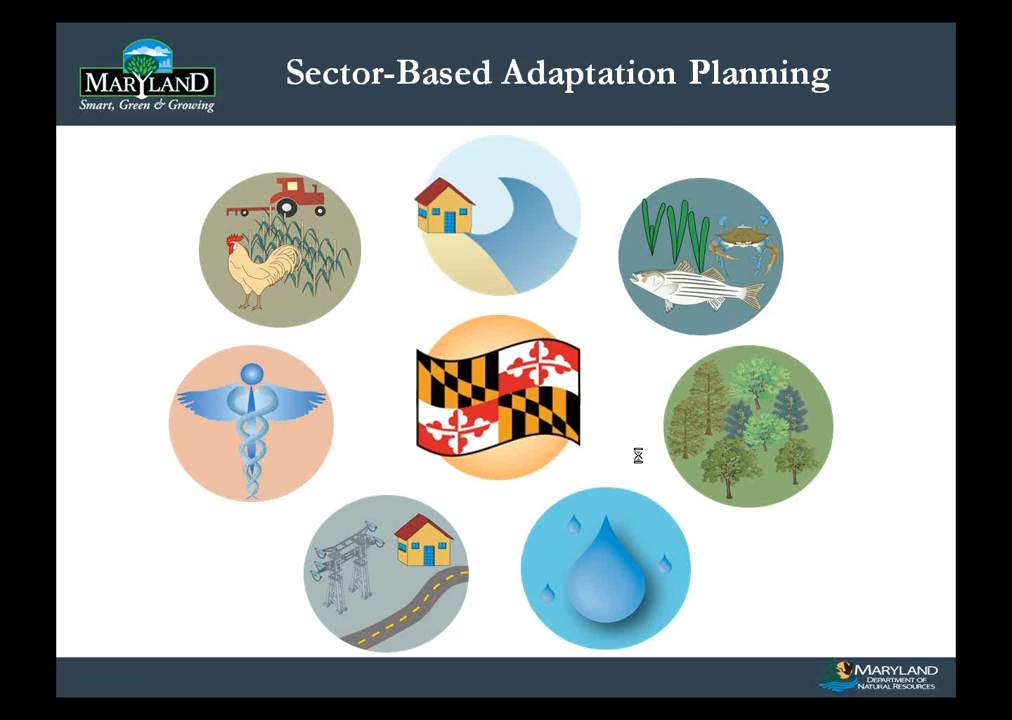 MARYLAND
Smart, Green & Growing
Sector-Based Adaptation Planning
MARYLAND
DEPARTMENT OF
NATURAL RESOURCES